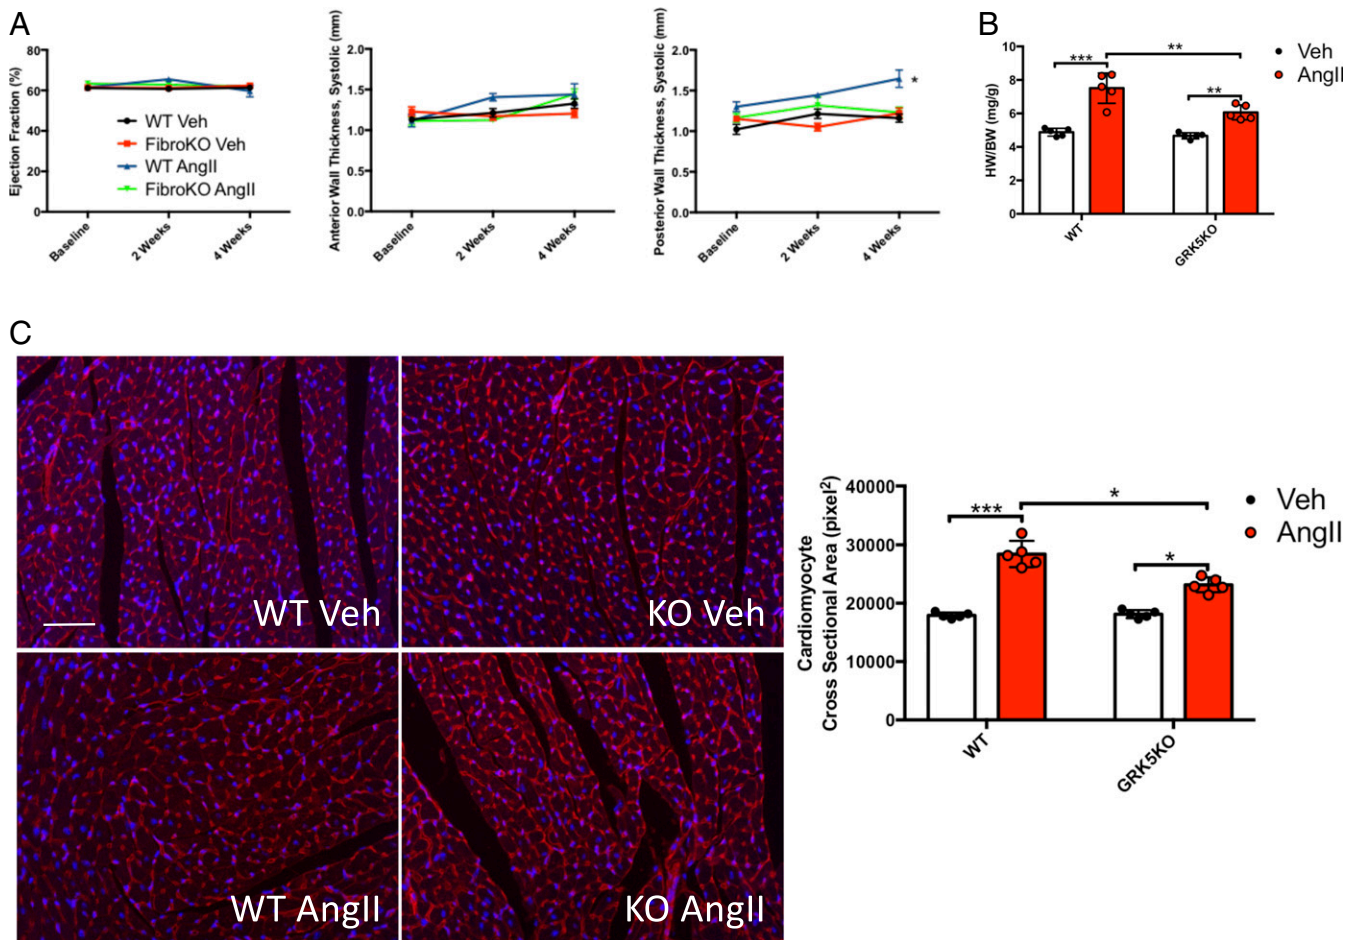 A
Ejection Fraction (%)
80
60
40
20
0
WT Veh
FibroKO Veh
WT AngII
FibroKO AngII
Baseline
2 Weeks
4 Weeks
Anterior Wall Thickness, Systolic (mm)
2.0
1.5
1.0
0.5
0.0
Baseline
2 Weeks
4 Weeks
Posterior Wall Thickness, Systolic (mm)
2.0
1.5
1.0
0.5
0.0
*
Baseline
2 Weeks
4 Weeks
B
HW/BW (mg/g)
10
8
6
4
2
0
***
**
**
WT
GRK5KO
Veh
AngII
C
WT Veh
KO Veh
WT AngII
KO AngII
Cardiomyocyte
Cross Sectional Area (pixel²)
40000
30000
20000
10000
0
***
*
*
WT
GRK5KO
Veh
AngII